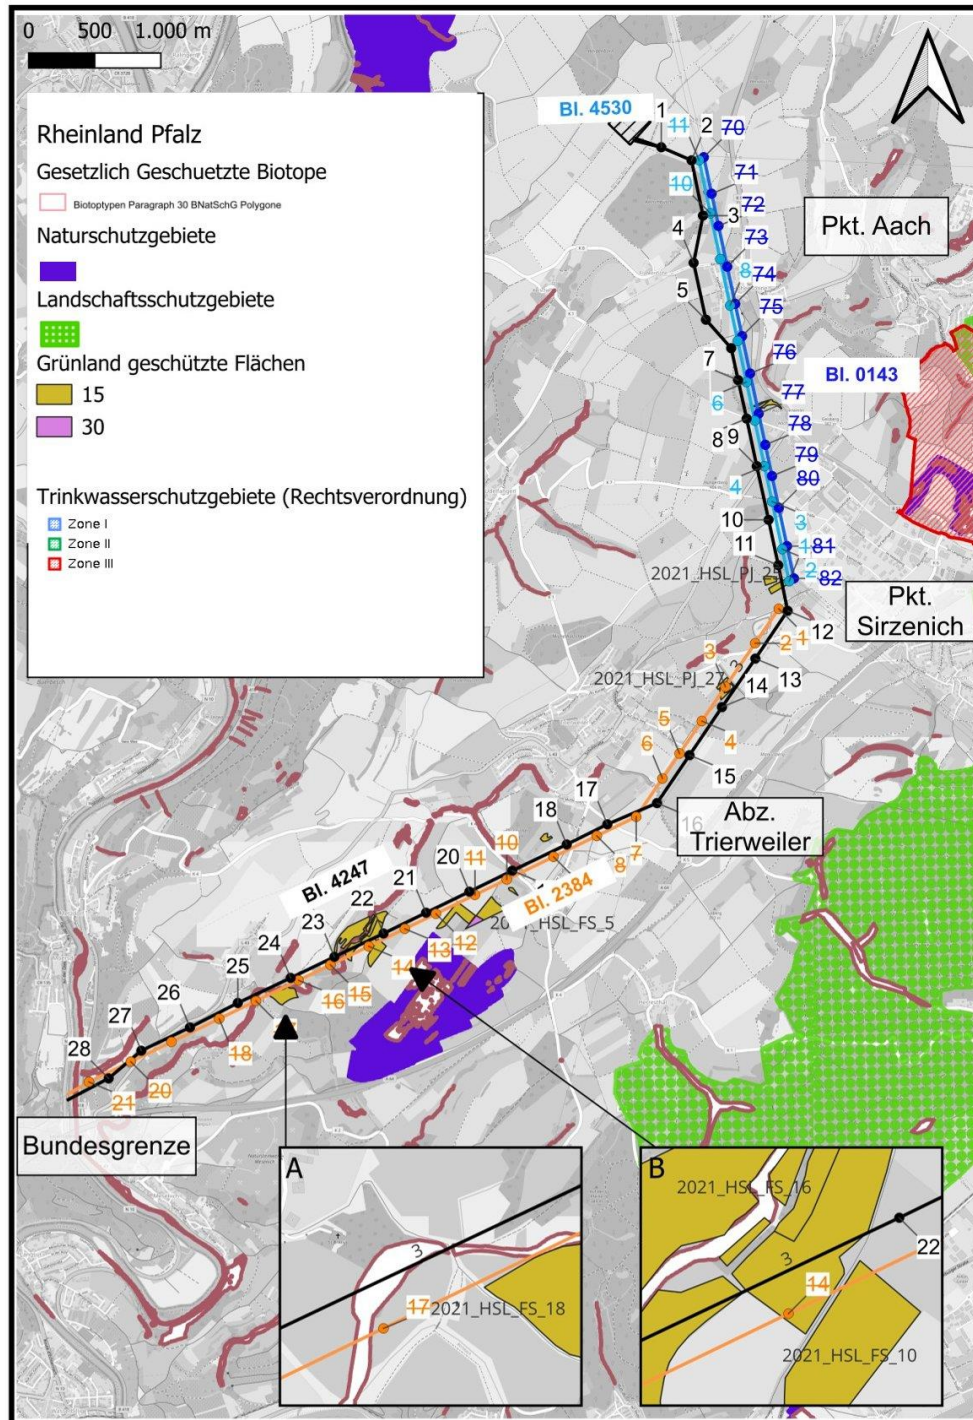 0 500 1.000 m
Rheinland Pfalz
Gesetzlich Geschuetzte Biotope
Biotoptypen Paragraph 30 BNatSchG Polygone
Naturschutzgebiete
Landschaftsschutzgebiete
Grünland geschützte Flächen
15
30
Trinkwasserschutzgebiete (Rechtsverordnung)
Zone I
Zone II
Zone III
Bl. 4530
1
11
2
70
71
10
72
3
4
73
8
74
5
75
76
7
Bl. 0143
77
6
78
8
9
79
4
80
10
3
11
1
81
2021_HSL_PJ_25
2
82
Pkt. Aach
Pkt.
Sirzenich
12
1
2
3
13
3
2021_HSL_PJ_27
14
5
4
6
15
17
16
Abz.
Trierweiler
18
7
8
10
20
11
Bl. 2384
Bl. 4247
21
22
2021_HSL_FS_5
12
13
23
14
24
15
16
25
26
18
27
28
20
21
Bundesgrenze
A
3
17
2021_HSL_FS_18
B
2021_HSL_FS_16
3
22
14
2021_HSL_FS_10